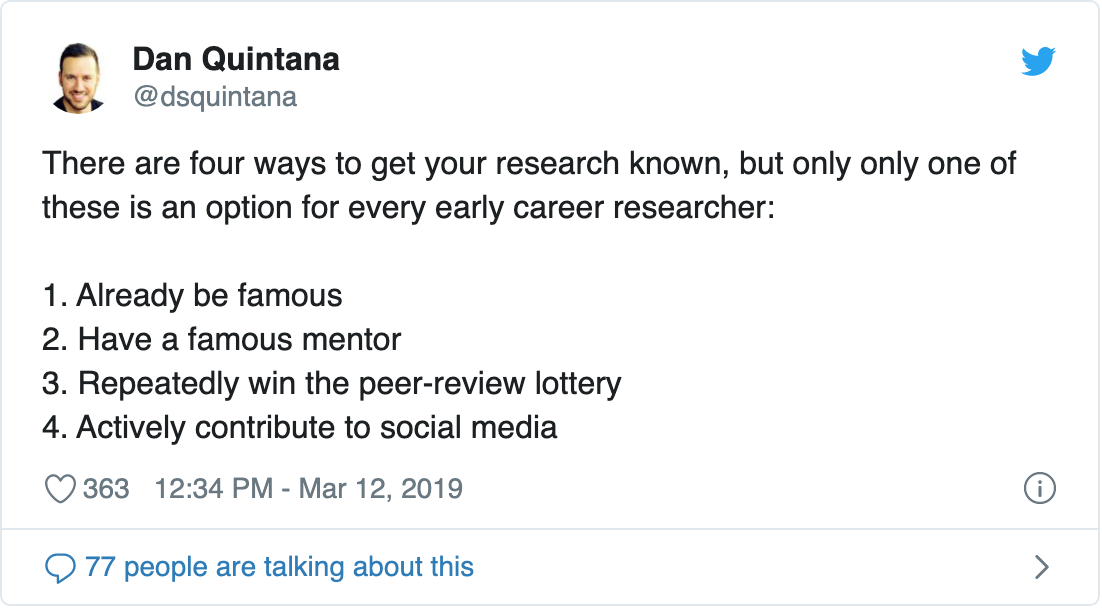 Dan Quintana
@dsquintana
There are four ways to get your research known, but only only one of
these is an option for every early career researcher:
1. Already be famous
2. Have a famous mentor
3. Repeatedly win the peer-review lottery
4. Actively contribute to social media
363 12:34 PM - Mar 12, 2019
77 people are talking about this